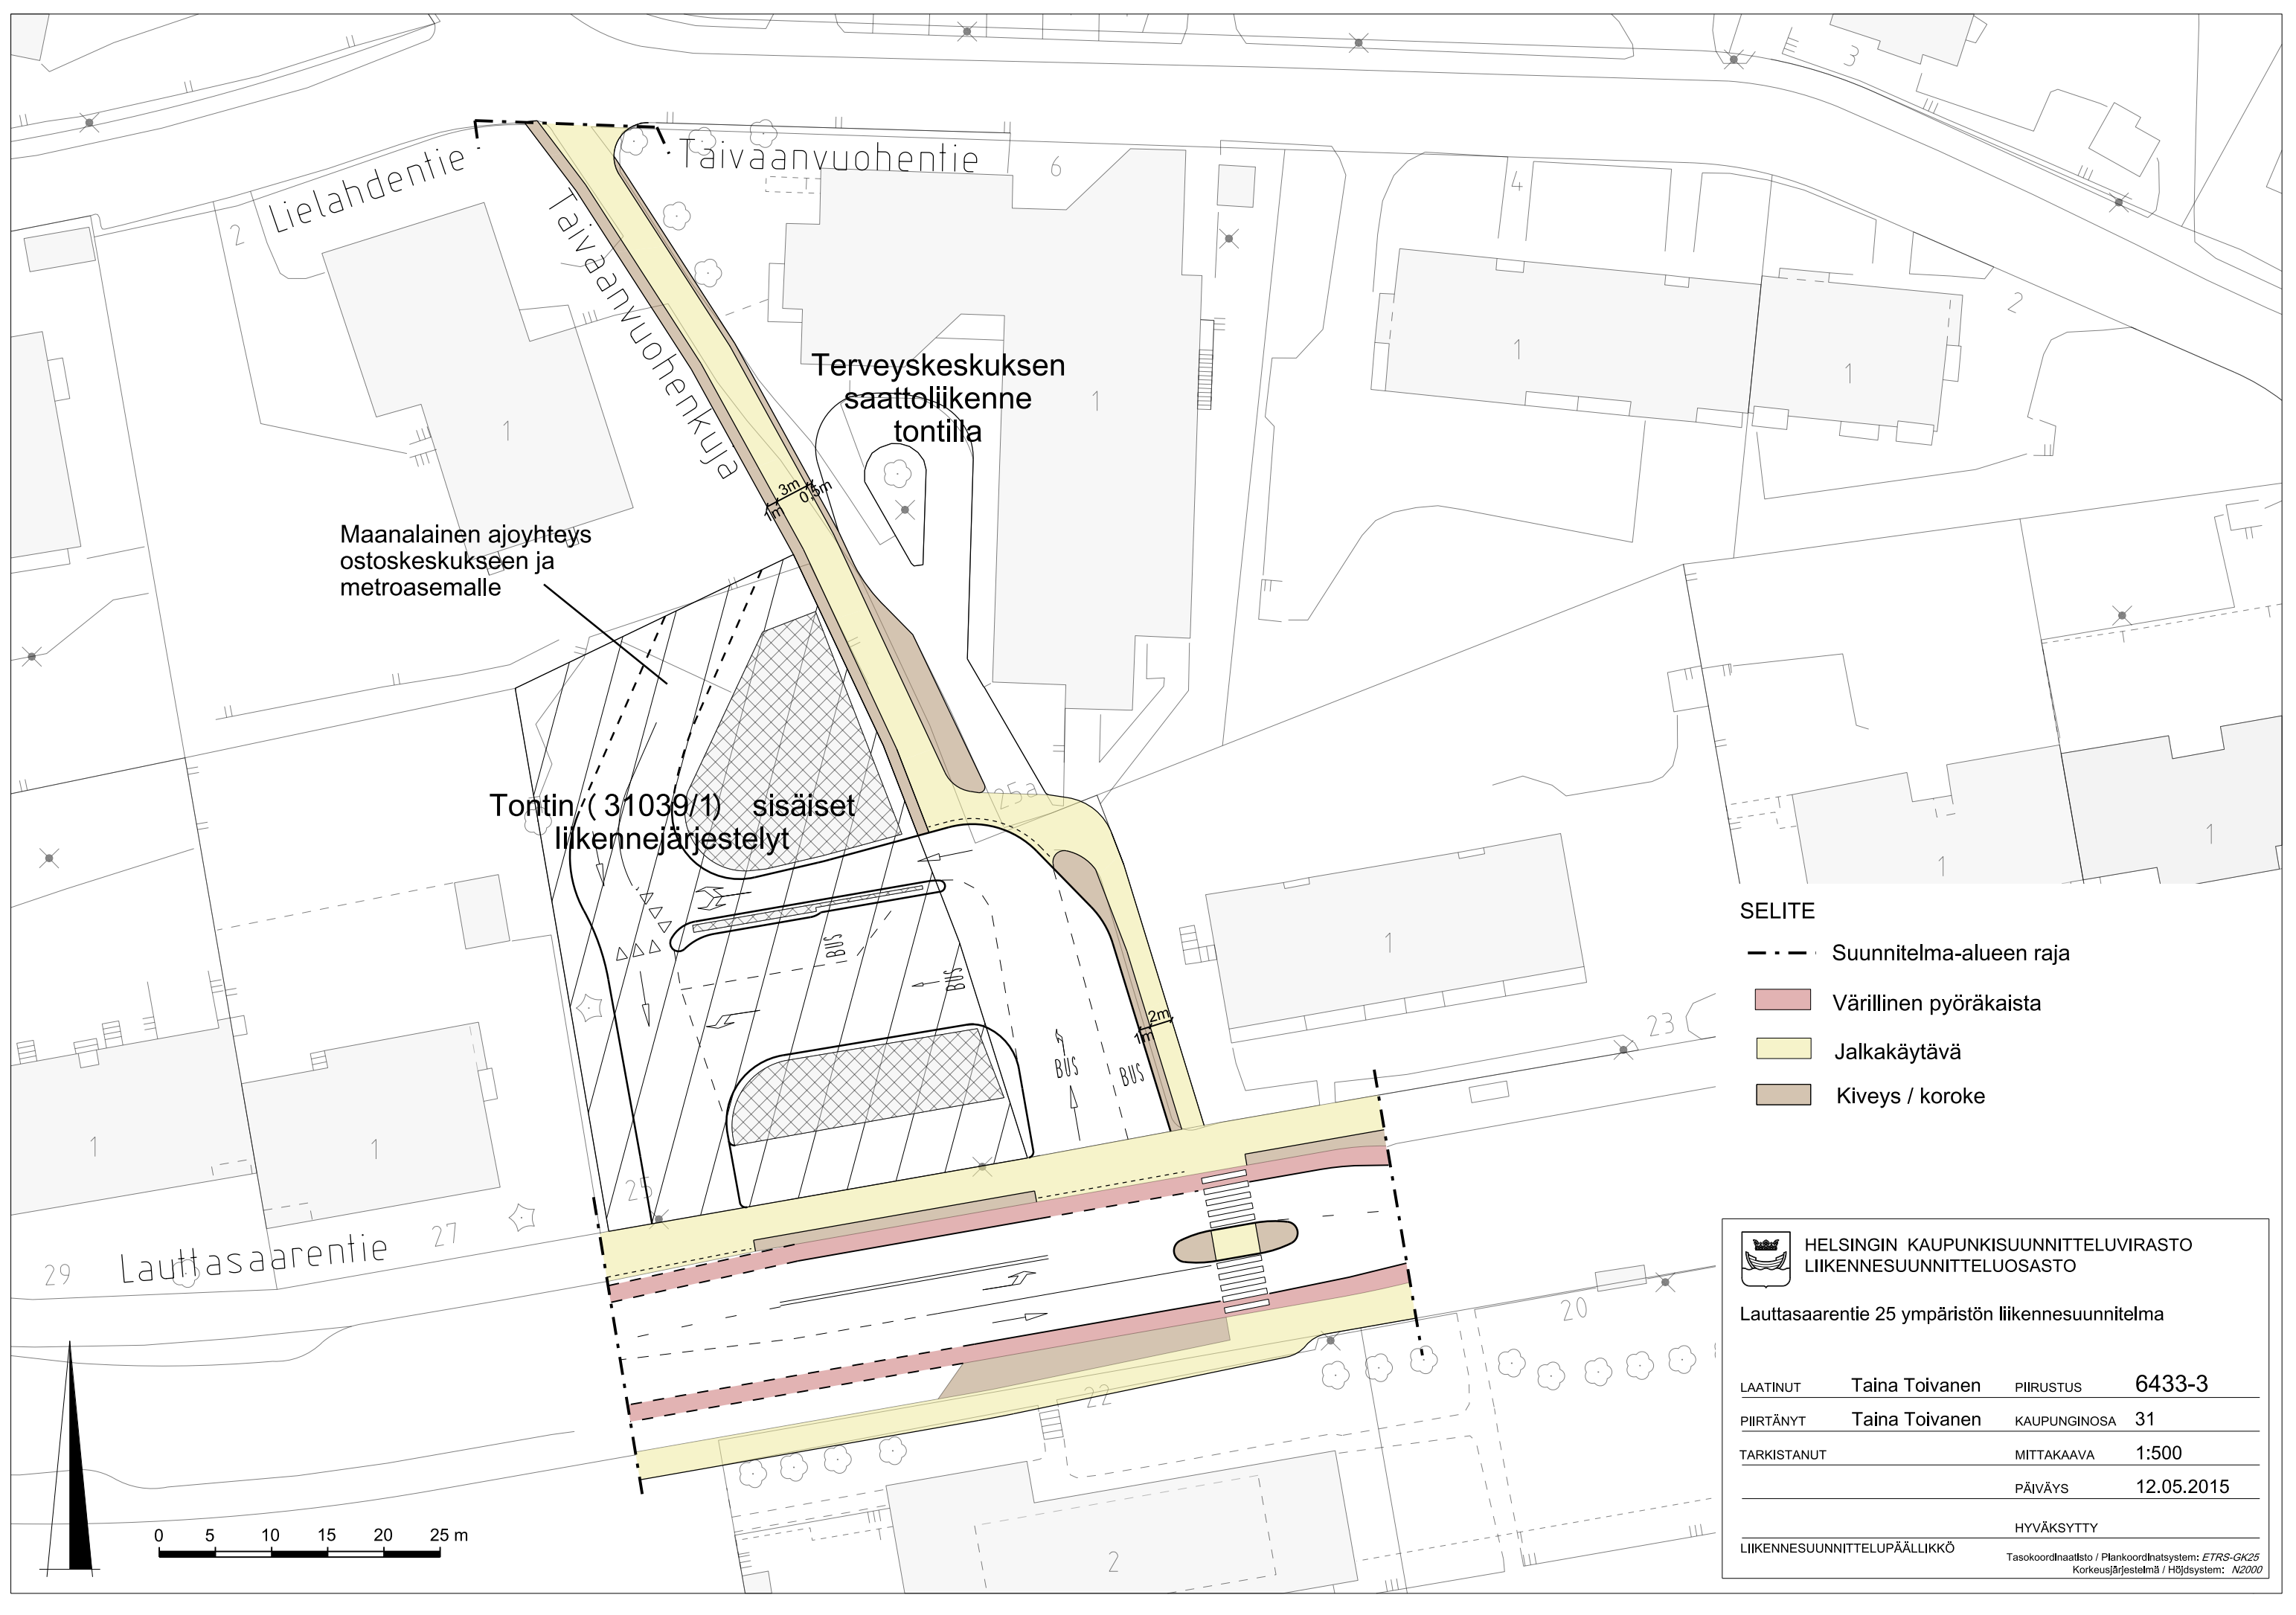 3
Lielahdentie
Taivaanvuohentie
6
4
2
2
Taivaanvuohenkuja
Terveyskeskuksen
saattoliikenne
tontilla
1
1
1
1
3m
0,5m
1m
Maanalainen ajoyhteys
ostoskeskukseen ja
metroasemalle
25a
Tontin ( 31039/1) sisäiset
liikennejärjestelyt
1
1
1
BUS
BUS
BUS
BUS
2m
1m
23
1
1
25
27
29
Lauttasaarentie
22
20
2
SELITE
Suunnitelma-alueen raja
Värillinen pyöräkaista
Jalkakäytävä
Kiveys / koroke
HELSINGIN KAUPUNKISUUNNITTELUVIRASTO
LIIKENNESUUNNITTELUOSASTO
Lauttasaarentie 25 ympäristön liikennesuunnitelma
LAATINUT Taina Toivanen PIIRUSTUS 6433-3
PIIRTÄNYT Taina Toivanen KAUPUNGINOSA 31
TARKISTANUT MITTAKAAVA 1:500
PÄIVÄYS 12.05.2015
HYVÄKSYTTY
LIIKENNESUUNNITTELUPÄÄLLIKKÖ
Tasokoordinaatisto / Plankoordinatsystem: ETRS-GK25
Korkeusjärjestelmä / Höjdsystem: N2000
0 5 10 15 20 25 m